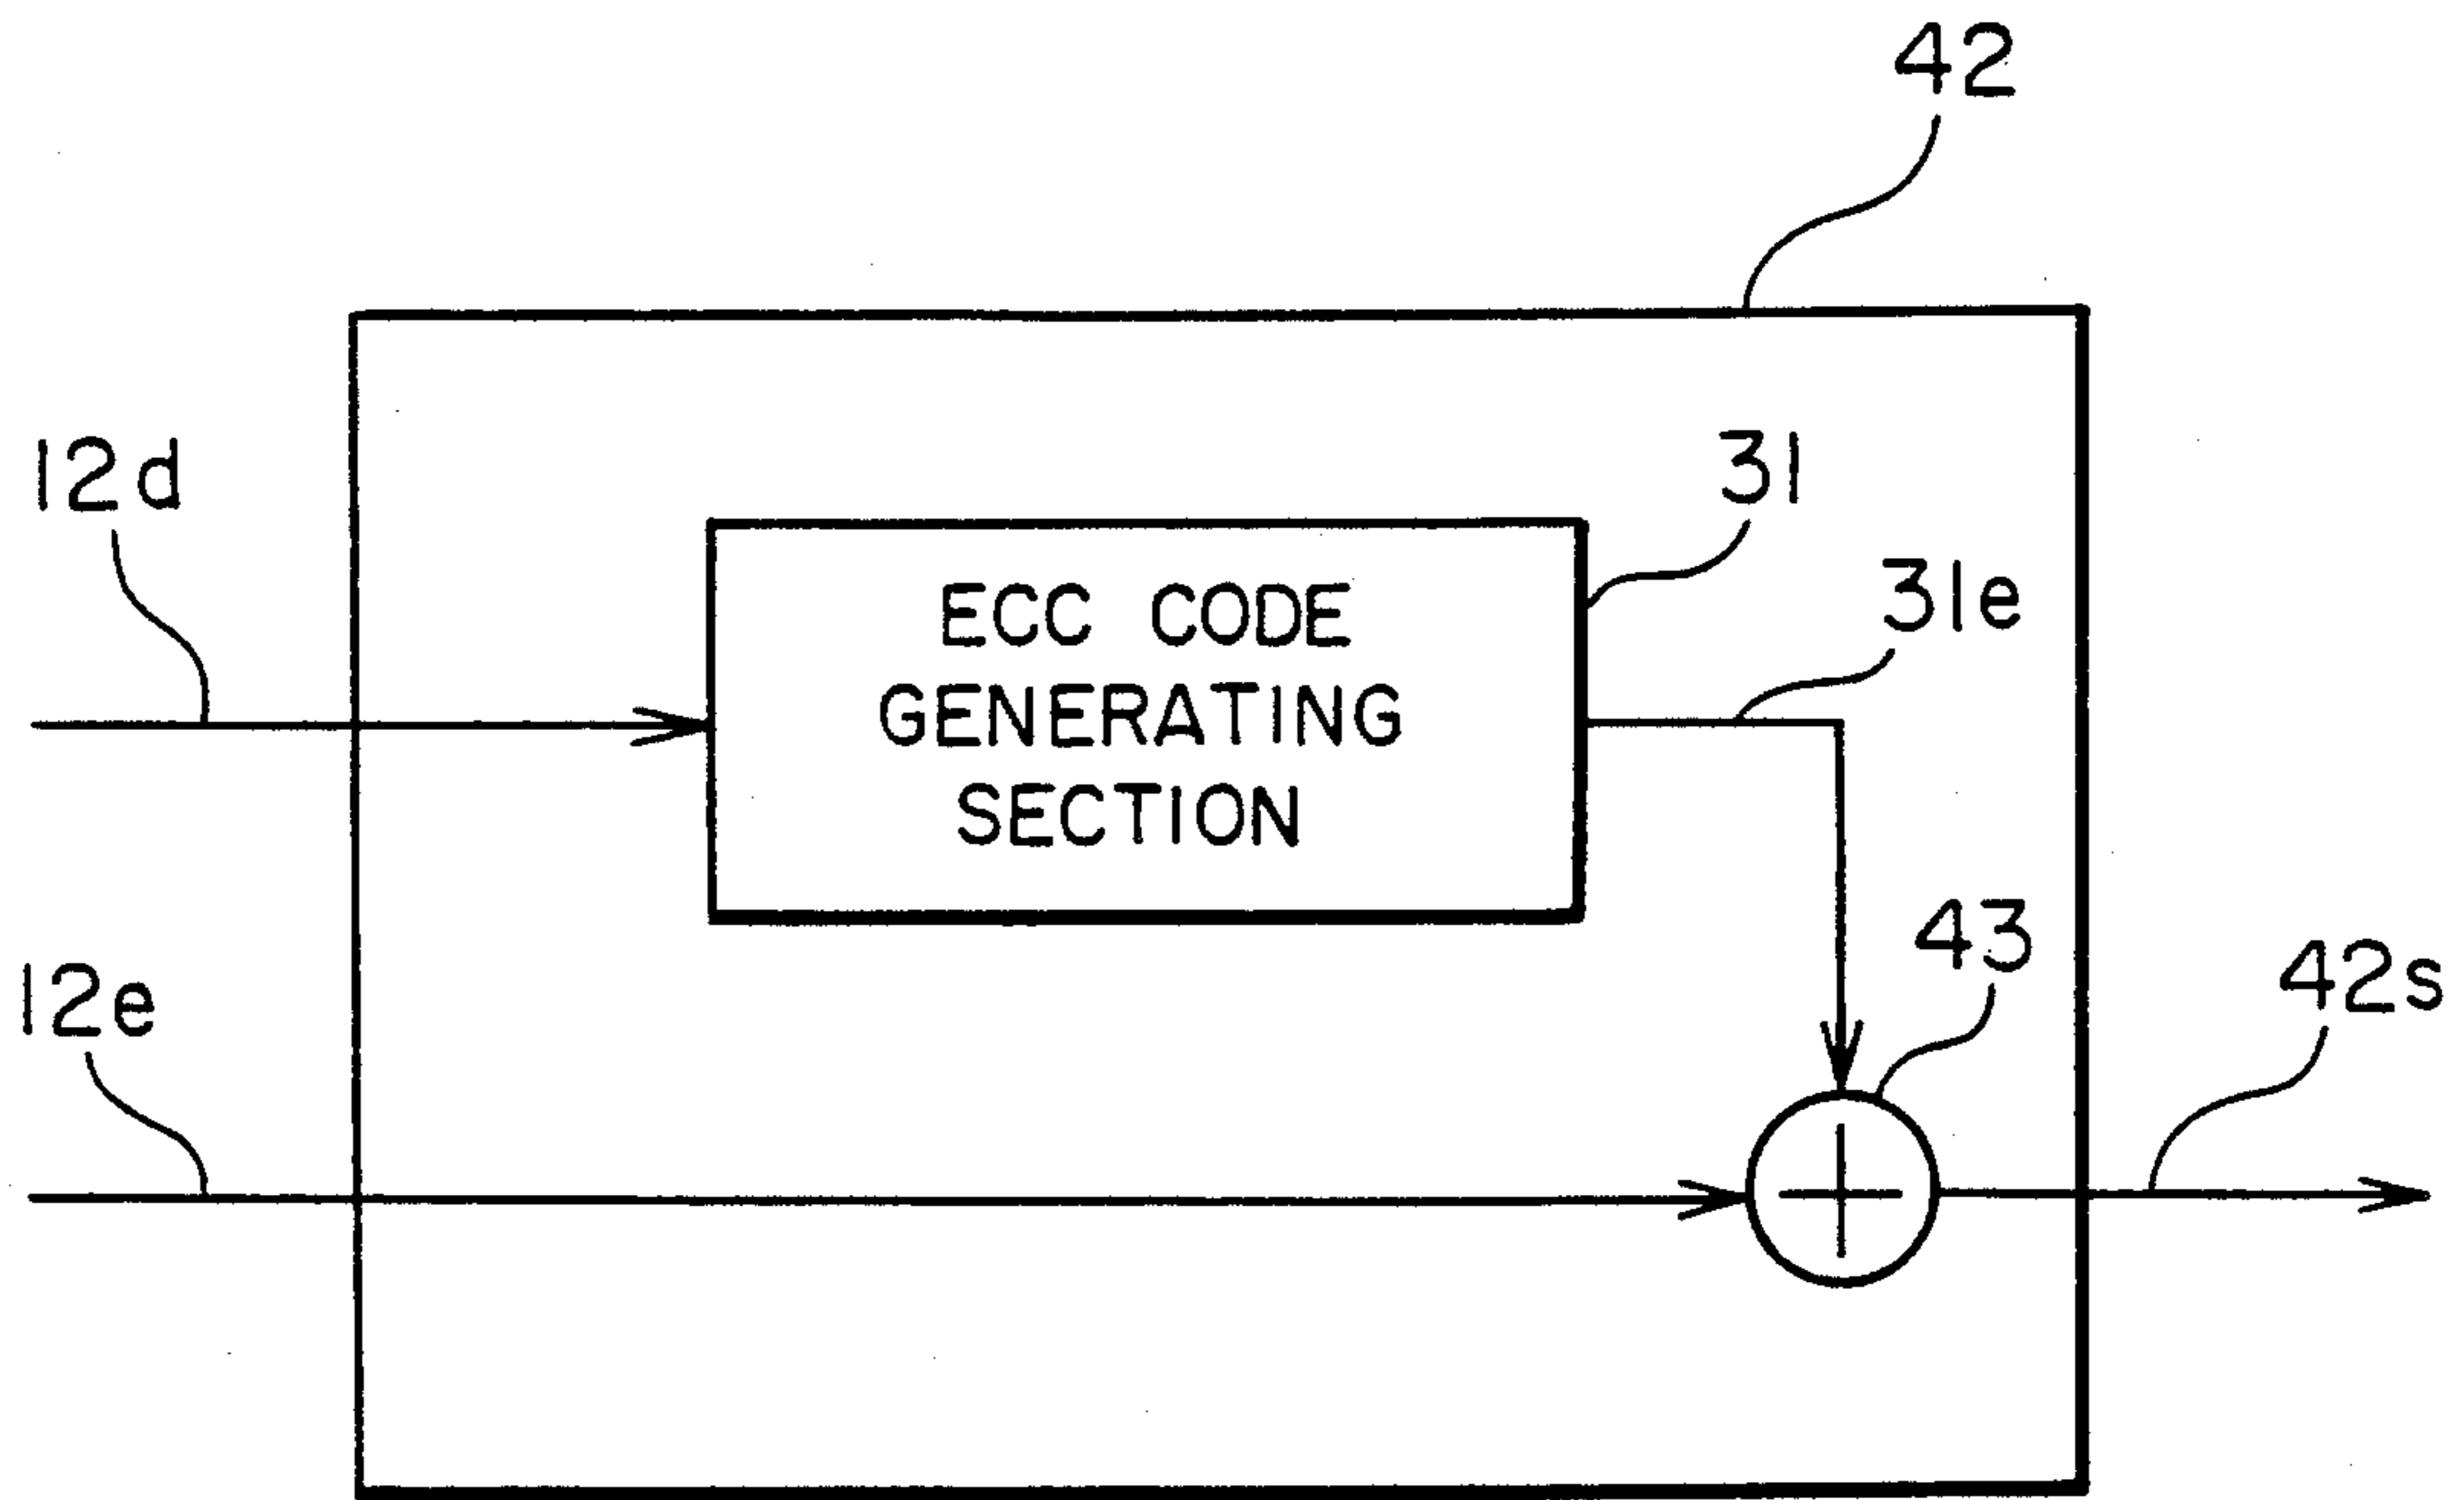 42
12d
31
ECC CODE
GENERATING
SECTION
31e
43
12e
42s